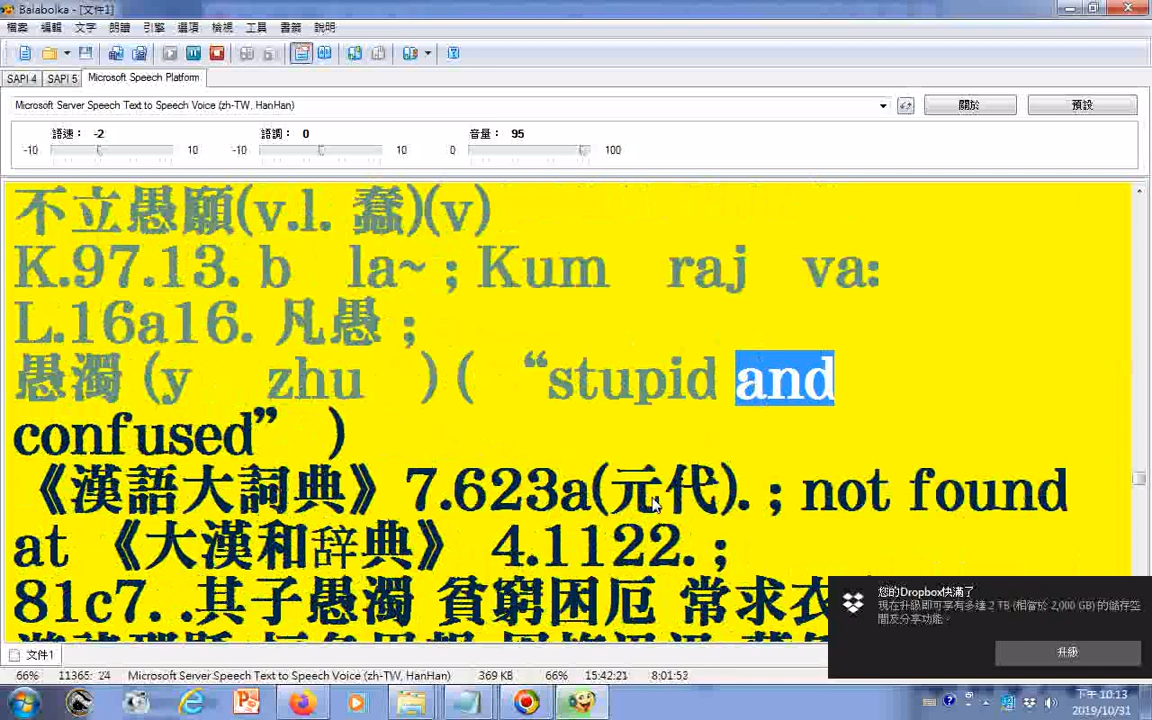 Balabolka - [文件1]
檔案 編輯 文字 朗讀 引擎 選項 檢視 工具 書籤 說明
SAPI 4 SAPI 5 Microsoft Speech Platform
Microsoft Server Speech Text to Speech Voice (zh-TW, HanHan) 關於 預設
語速： -2 語調： 0 音量： 95
-10 10 -10 10 0 100
不立愚願(v.l. 蠢)(v)
K.97.13. b la~ ; Kum raj va:
L.16a16. 凡愚 ;
愚濁 (y zhu ) ( “stupid and
confused” )
《漢語大詞典》 7.623a(元代). ; not found
at 《大漢和辞典》 4.1122. ;
81c7. .其子愚濁 貧窮困厄 常求衣
您的Dropbox快滿了
現在升級即可享有多達 2 TB (相當於 2,000 GB) 的儲存空
間及分享功能。
升級
文件1
66% 11365: 24 Microsoft Server Speech Text to Speech Voice (zh-TW, HanHan) 369 KB 66% 15:42:21 8:01:53
下午 10:13
2019/10/31